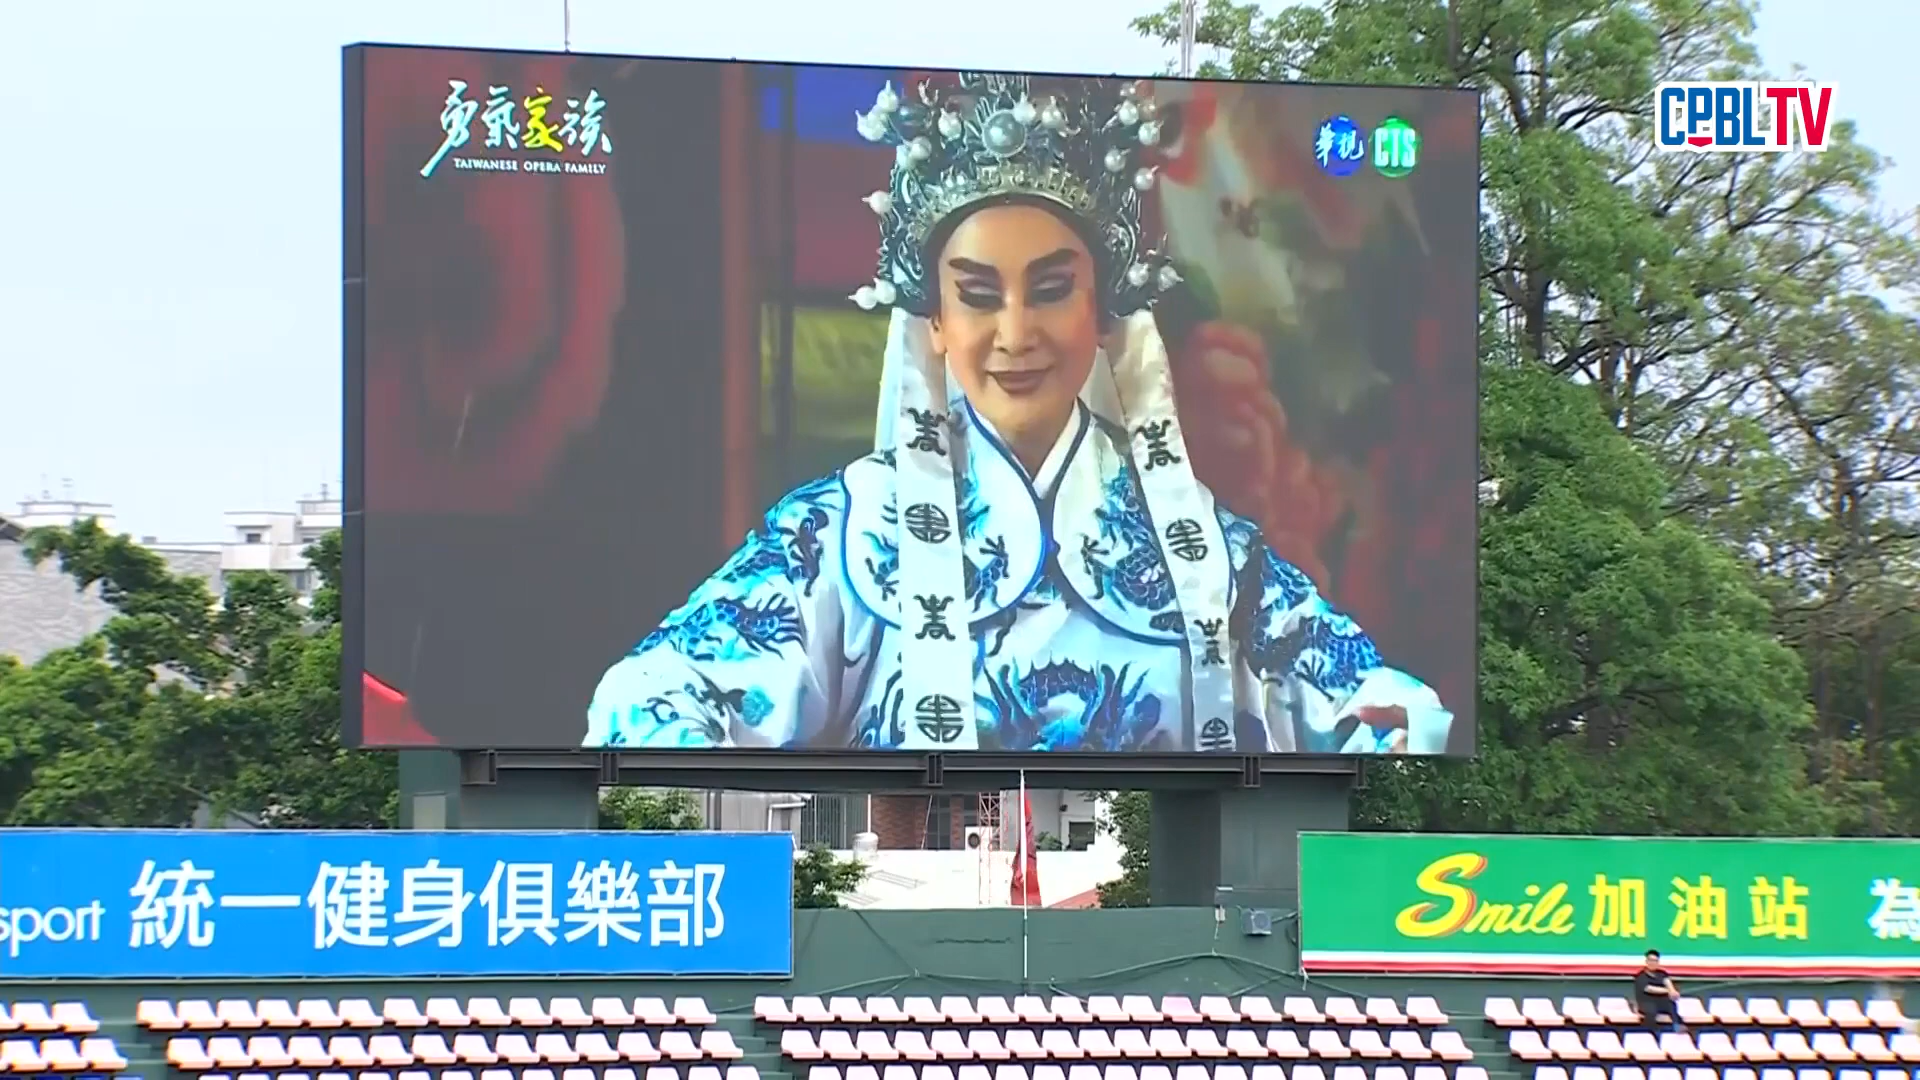 勇氣家族
TAIWANESE OPERA FAMILY
華視 CTS
CPBLTV
sport 統一健身俱樂部
Smile 加油站 為